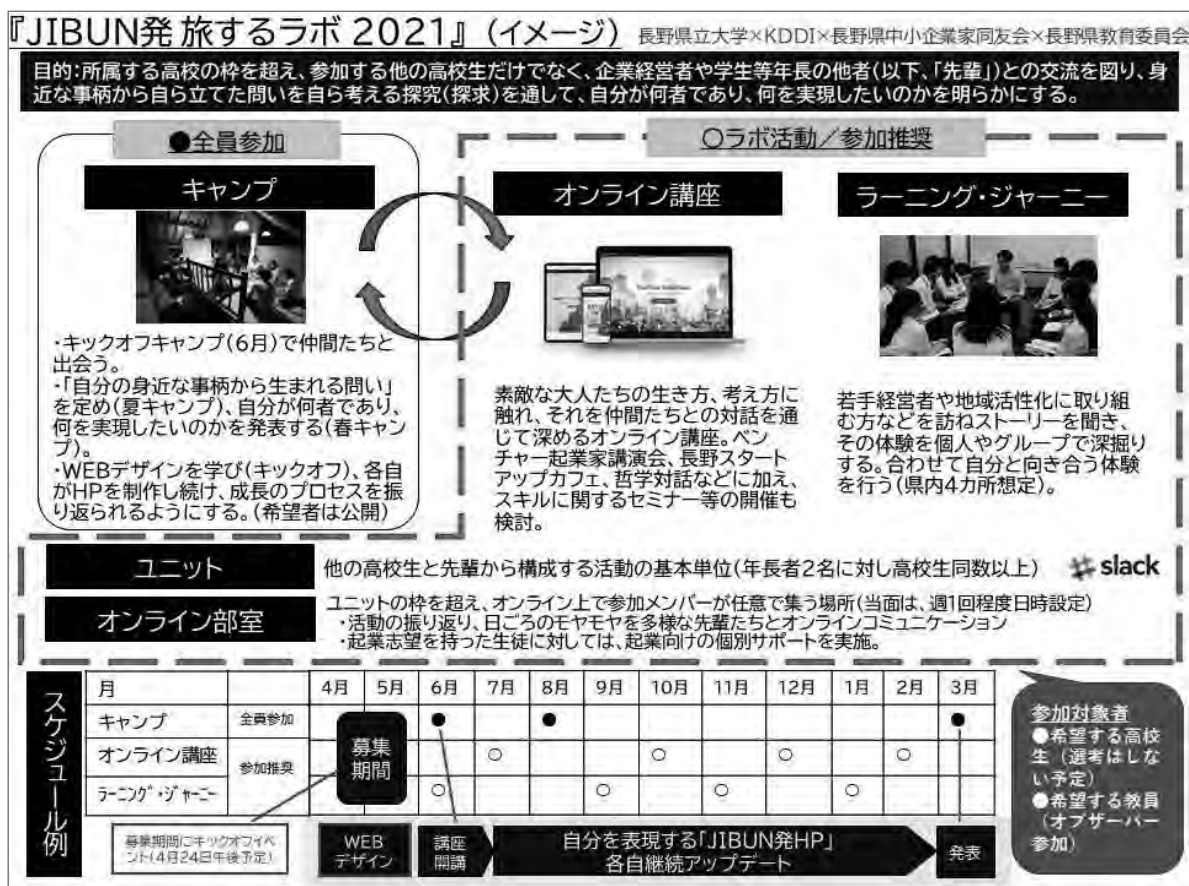 『JIBUN発 旅するラボ 2021』（イメージ） 長野県立大学×KDDI×長野県中小企業家同友会×長野県教育委員会
目的:所属する高校の枠を超え、参加する他の高校生だけでなく、企業経営者や学生等年長の他者(以下、「先輩」)との交流を図り、身
近な事柄から自ら立てた問いを自ら考える探究(探求)を通して、自分が何者であり、何を実現したいのかを明らかにする。
●全員参加
キャンプ
・キックオフキャンプ(6月)で仲間たちと
出会う。
・「自分の身近な事柄から生まれる問い」
を定め(夏キャンプ)、自分が何者であり、
何を実現したいのかを発表する(春キャン
プ)。
・WEBデザインを学び(キックオフ)、各自
がHPを制作し続け、成長のプロセスを振
り返られるようにする。(希望者は公開)
○ラボ活動／参加推奨
オンライン講座
素敵な大人たちの生き方、考え方に
触れ、それを仲間たちとの対話を通
じて深めるオンライン講座。ベン
チャー起業家講演会、長野スタート
アップカフェ、哲学対話などに加え、
スキルに関するセミナー等の開催も
検討。
ラーニング・ジャーニー
若手経営者や地域活性化に取り組
む方などを訪ねストーリーを聞き、
その体験を個人やグループで深掘り
する。合わせて自分と向き合う体験
を行う(県内4カ所想定)。
ユニット
他の高校生と先輩から構成する活動の基本単位(年長者2名に対し高校生同数以上)
slack
オンライン部室
ユニットの枠を超え、オンライン上で参加メンバーが任意で集う場所(当面は、週1回程度日時設定)
・活動の振り返り、日ごろのモヤモヤを多様な先輩たちとオンラインコミュニケーション
・起業志望を持った生徒に対しては、起業向けの個別サポートを実施。
スケジュール例
月 4月 5月 6月 7月 8月 9月 10月 11月 12月 1月 2月 3月
キャンプ 全員参加 ● ● ●
オンライン講座 参加推奨 ○ ○ ○ ○
ラーニング・ジャーニー ○ ○ ○ ○
募集
期間
募集期間にキックオフイベ
ント(4月24日午後予定)
WEB
デザイン
講座
開講
自分を表現する「JIBUN発HP」
各自継続アップデート
発表
参加対象者
●希望する高校
生（選考はしな
い予定）
●希望する教員
（オブザーバー
参加）